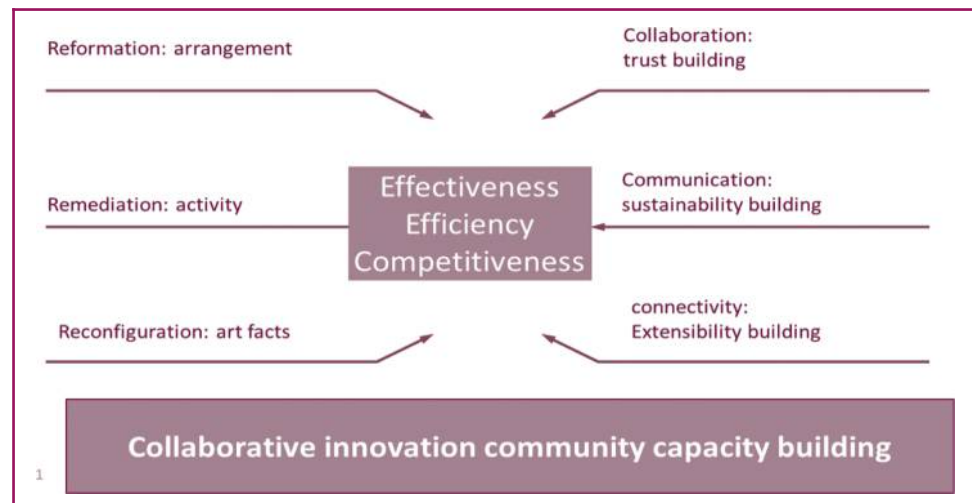 Reformation: arrangement
Collaboration:
trust building
Remediation: activity
Effectiveness
Efficiency
Competitiveness
Communication:
sustainability building
Reconfiguration: art facts
connectivity:
Extensibility building
Collaborative innovation community capacity building
1